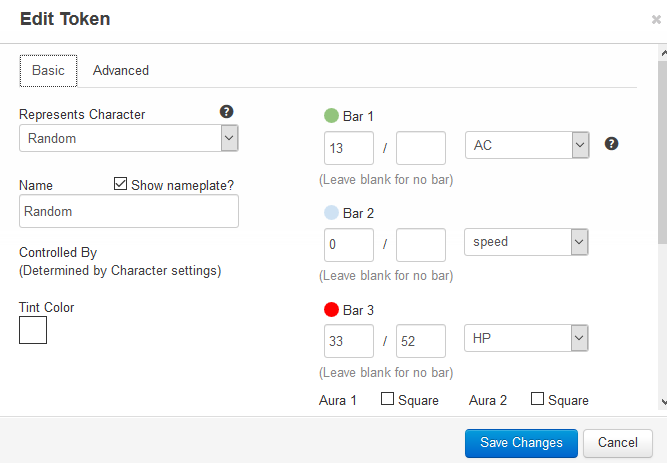 Edit Token
Basic Advanced
Represents Character
Random
Name Show nameplate?
Random
Controlled By
(Determined by Character settings)
Tint Color
Bar 1
13 / AC
(Leave blank for no bar)
Bar 2
0 / speed
(Leave blank for no bar)
Bar 3
33 / 52 HP
(Leave blank for no bar)
Aura 1 Square Aura 2 Square
Save Changes Cancel